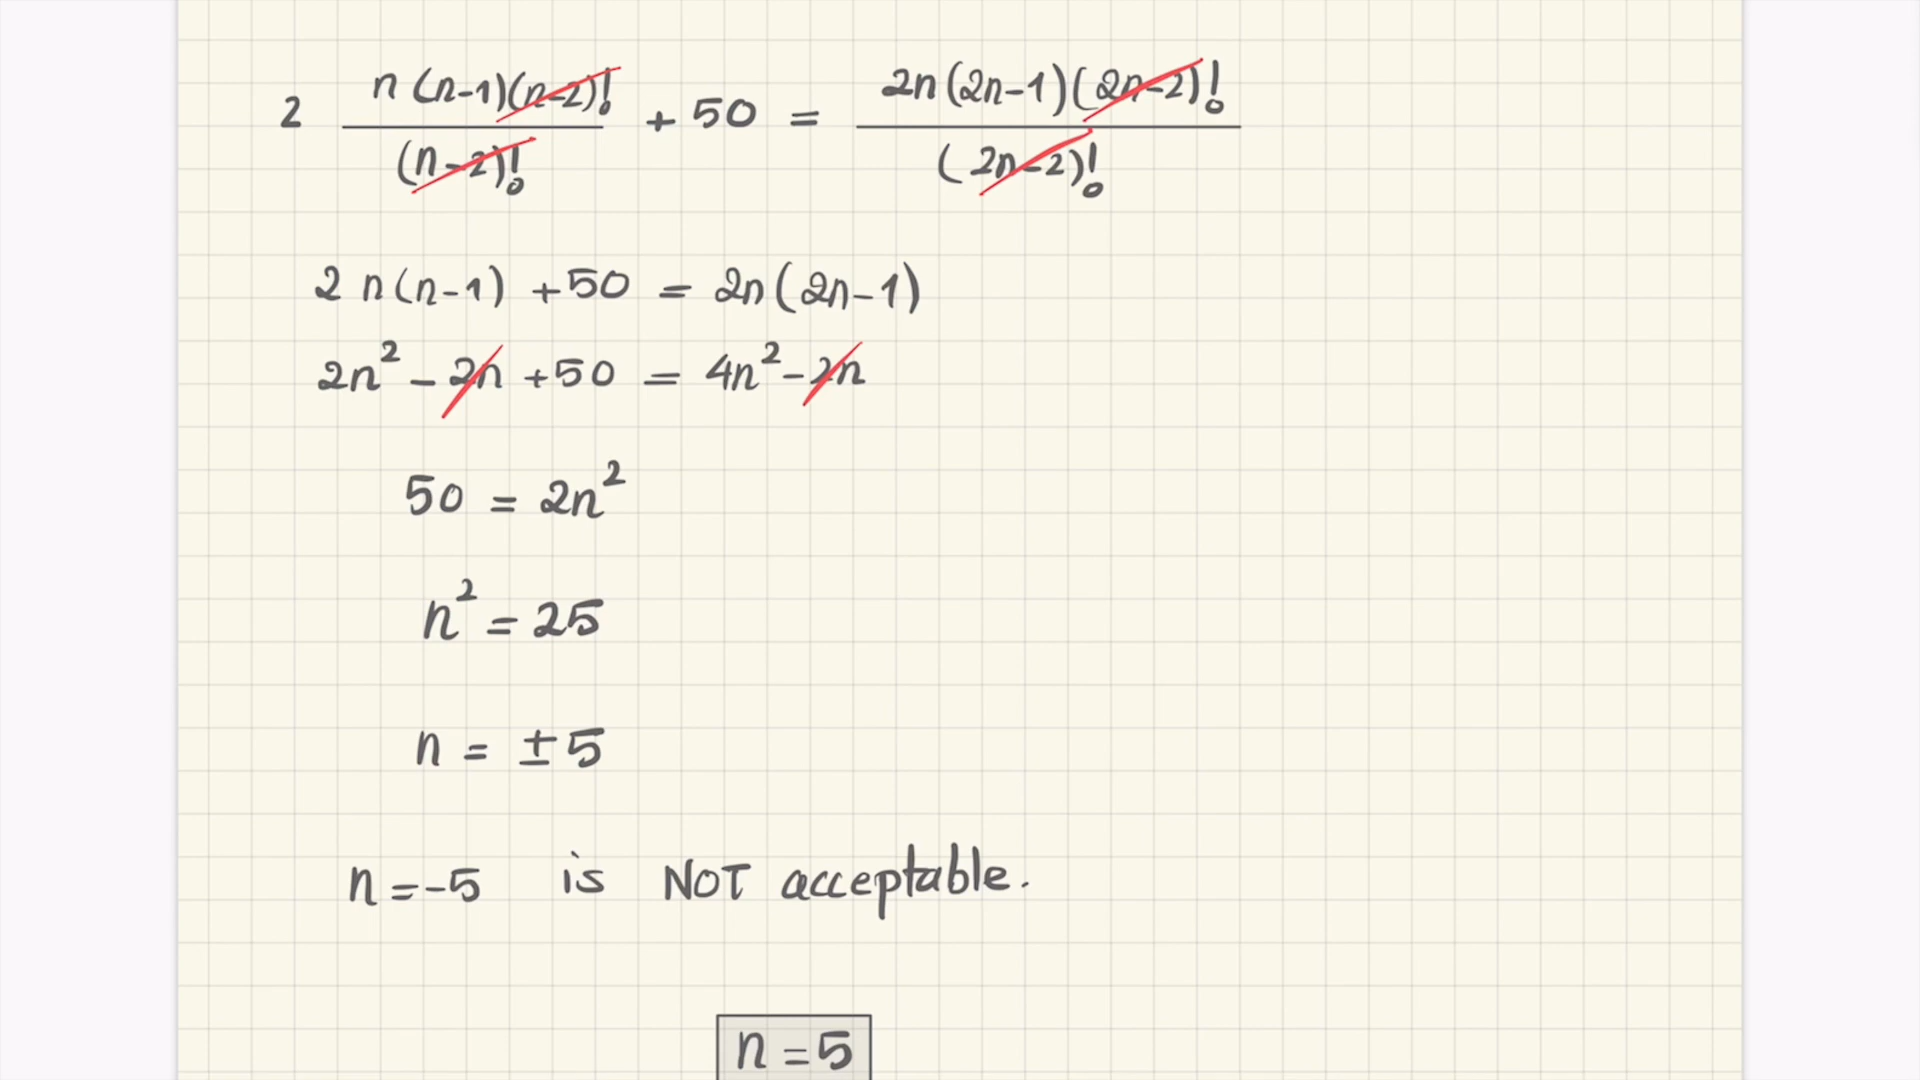 2 n(n-1)(n-2)!/(n-2)! + 50 = 2n(2n-1)(2n-2)!/(2n-2)!
2 n(n-1) + 50 = 2n(2n-1)
2n² - 2n + 50 = 4n² - 2n
50 = 2n²
n² = 25
n = ±5
n = -5 is NOT acceptable.
n = 5